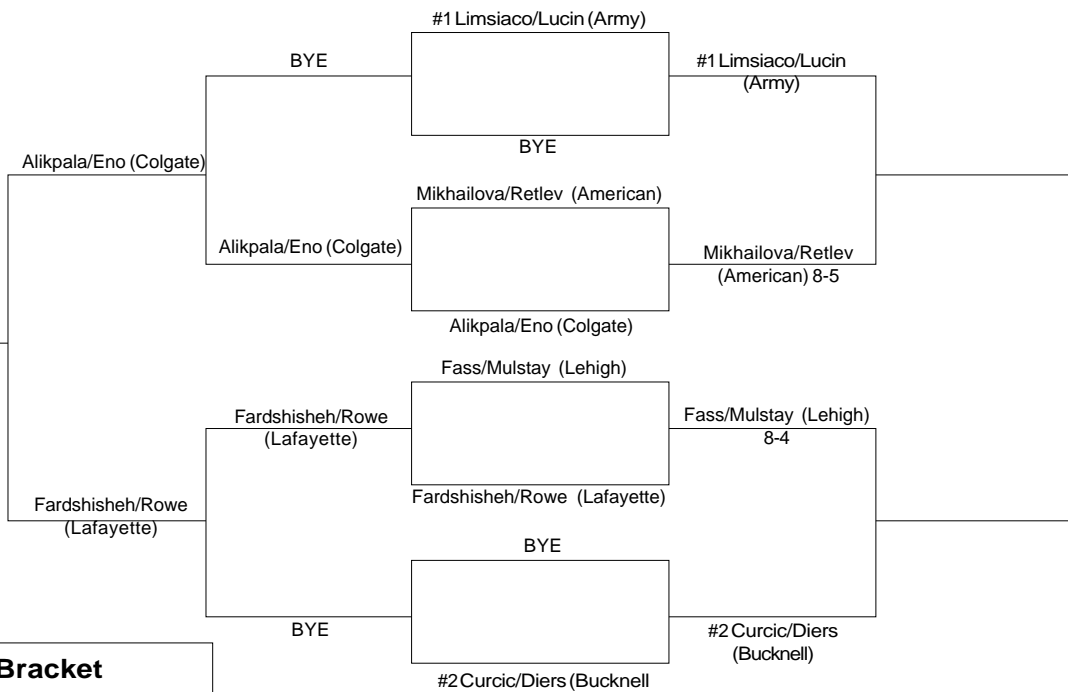 #1 Limsiaco/Lucin (Army)
BYE
#1 Limsiaco/Lucin
(Army)
BYE
Alikpala/Eno (Colgate)
Mikhailova/Retlev (American)
Alikpala/Eno (Colgate)
Mikhailova/Retlev
(American) 8-5
Alikpala/Eno (Colgate)
Fass/Mulstay (Lehigh)
Fardshisheh/Rowe
(Lafayette)
Fass/Mulstay (Lehigh)
8-4
Fardshisheh/Rowe (Lafayette)
Fardshisheh/Rowe
(Lafayette)
BYE
BYE
#2 Curcic/Diers
(Bucknell)
#2 Curcic/Diers (Bucknell
Bracket